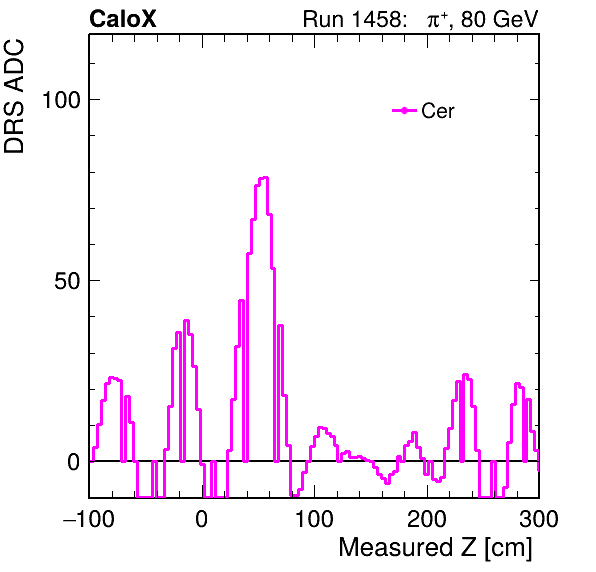 CaloX
Run 1458: π⁺, 80 GeV
DRS ADC
100
50
0
Cer
−100 0 100 200 300
Measured Z [cm]